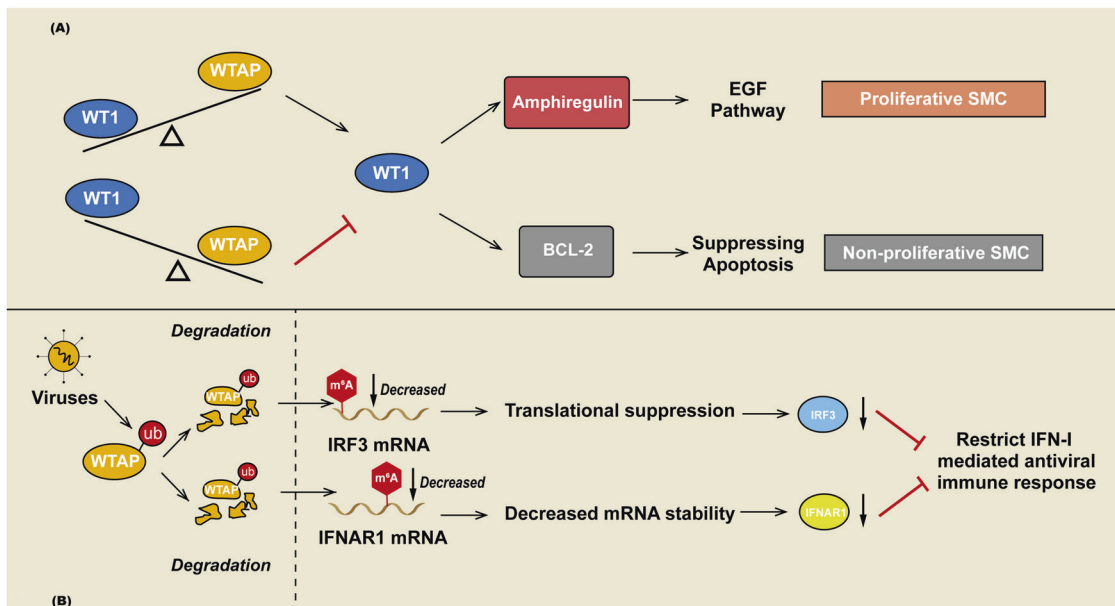 (A)
WTAP
WT1
WT1
WTAP
WT1
Amphiregulin
EGF
Pathway
Proliferative SMC
BCL-2
Suppressing
Apoptosis
Non-proliferative SMC
Degradation
Viruses
ub
WTAP
ub
WTAP
ub
WTAP
Degradation
m⁶A
Decreased
IRF3 mRNA
Translational suppression
IRF3
m⁶A
Decreased
IFNAR1 mRNA
Decreased mRNA stability
IFNAR1
Restrict IFN-I
mediated antiviral
immune response
(B)